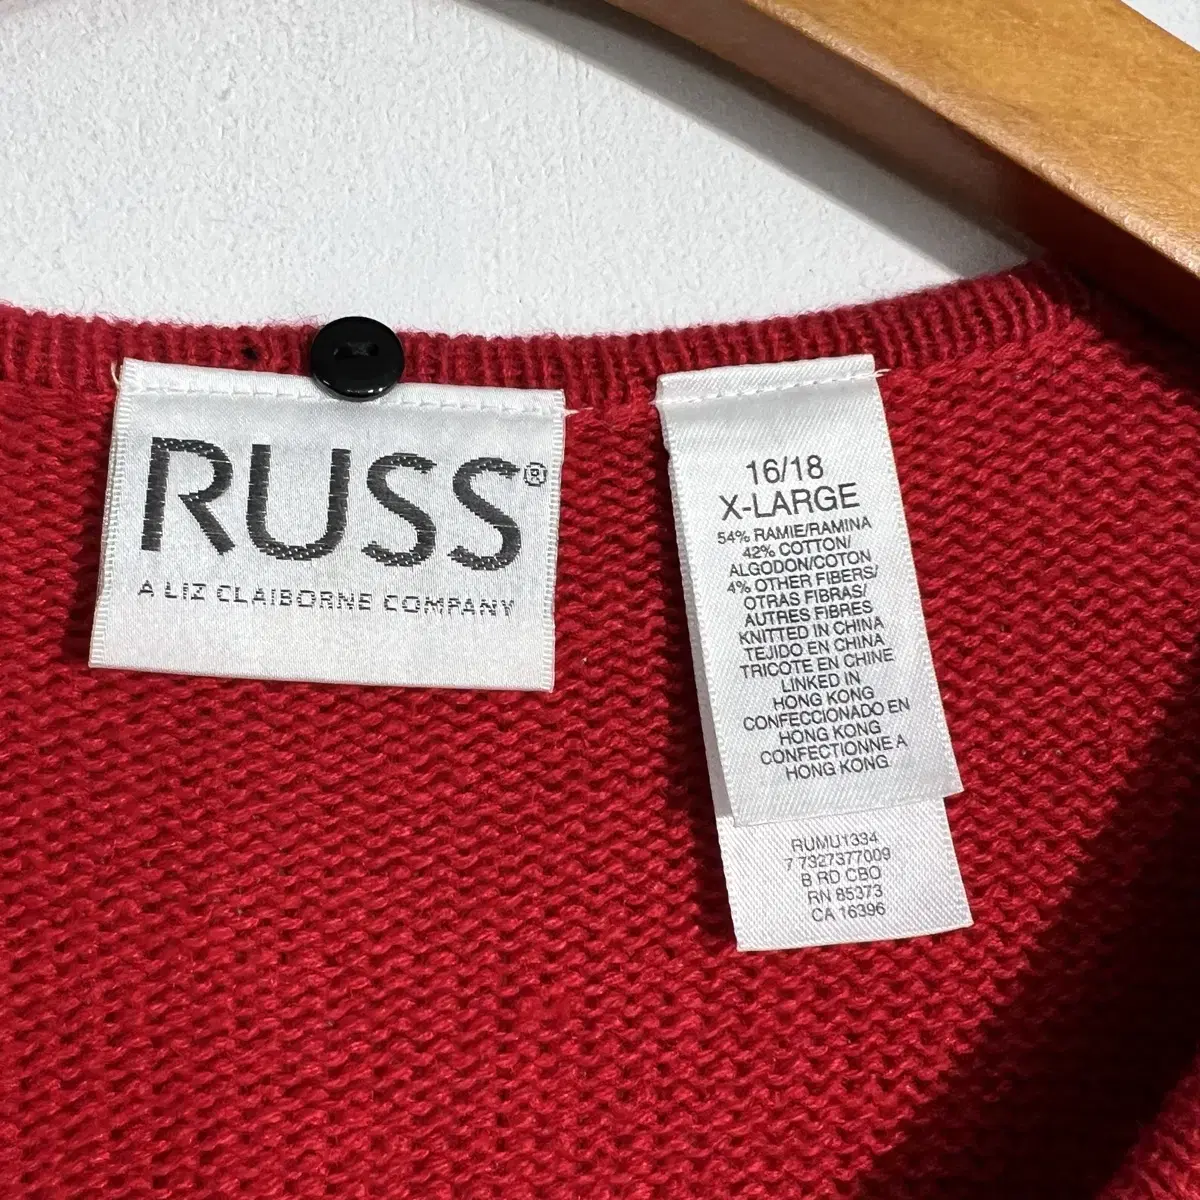 RUSS®
A LIZ CLAIBORNE COMPANY
16/18
X-LARGE
54% RAMIE/RAMINA
42% COTTON/
ALGODON/COTON
4% OTHER FIBERS/
OTRAS FIBRAS/
AUTRES FIBRES
KNITTED IN CHINA
TEJIDO EN CHINA
TRICOTE EN CHINE
LINKED IN
HONG KONG
CONFECCIONADO EN
HONG KONG
CONFECTIONNE A
HONG KONG
RUMU1334
7 7327377009
B RD CBO
RN 85373
CA 16396